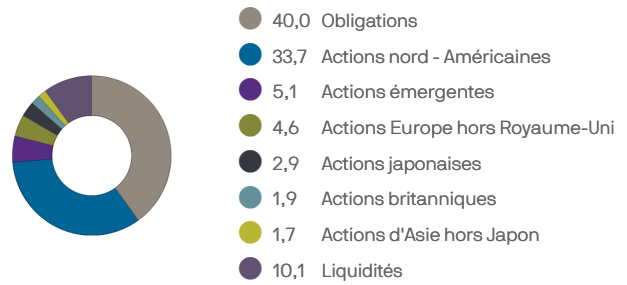 40,0 Obligations
33,7 Actions nord - Américaines
5,1 Actions émergentes
4,6 Actions Europe hors Royaume-Uni
2,9 Actions japonaises
1,9 Actions britanniques
1,7 Actions d'Asie hors Japon
10,1 Liquidités